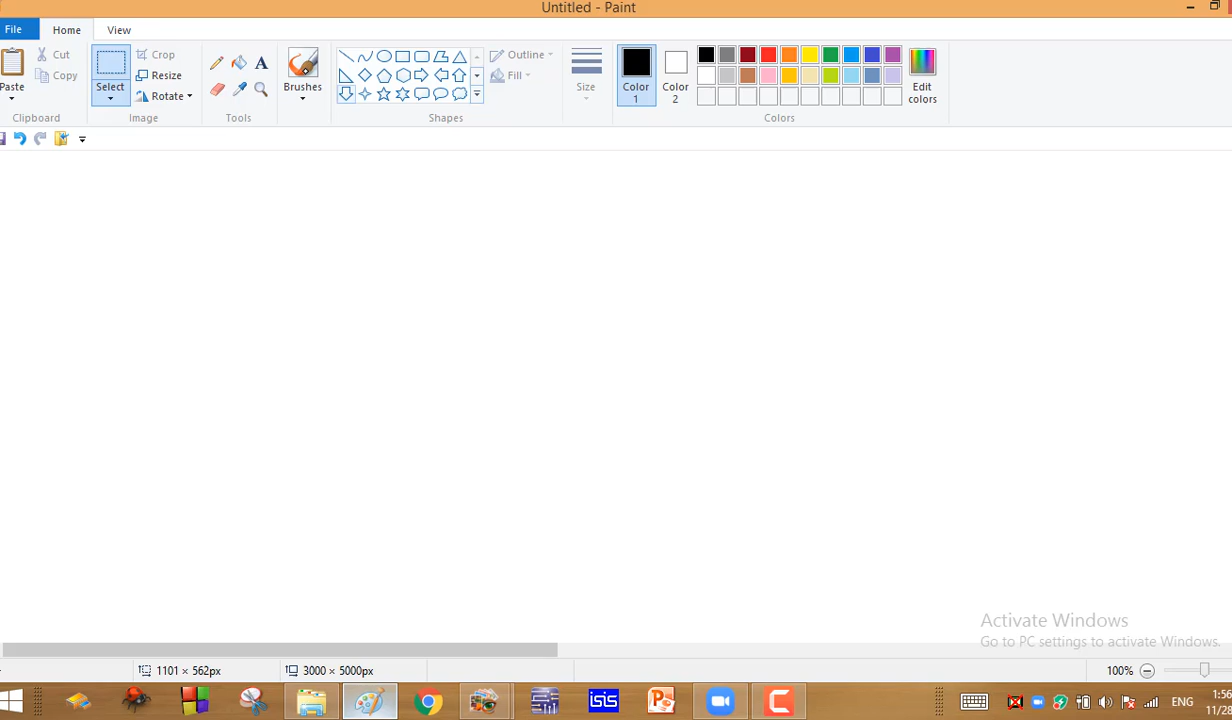 Untitled - Paint
File Home View
Paste
Cut
Copy
Clipboard
Select
Crop
Resize
Rotate
Image
Tools
Brushes
Outline
Fill
Shapes
Size
Color 1
Color 2
Edit colors
Colors
Activate Windows
Go to PC settings to activate Windows.
1101 × 562px 3000 × 5000px 100%
isis ENG 1:56
11/28